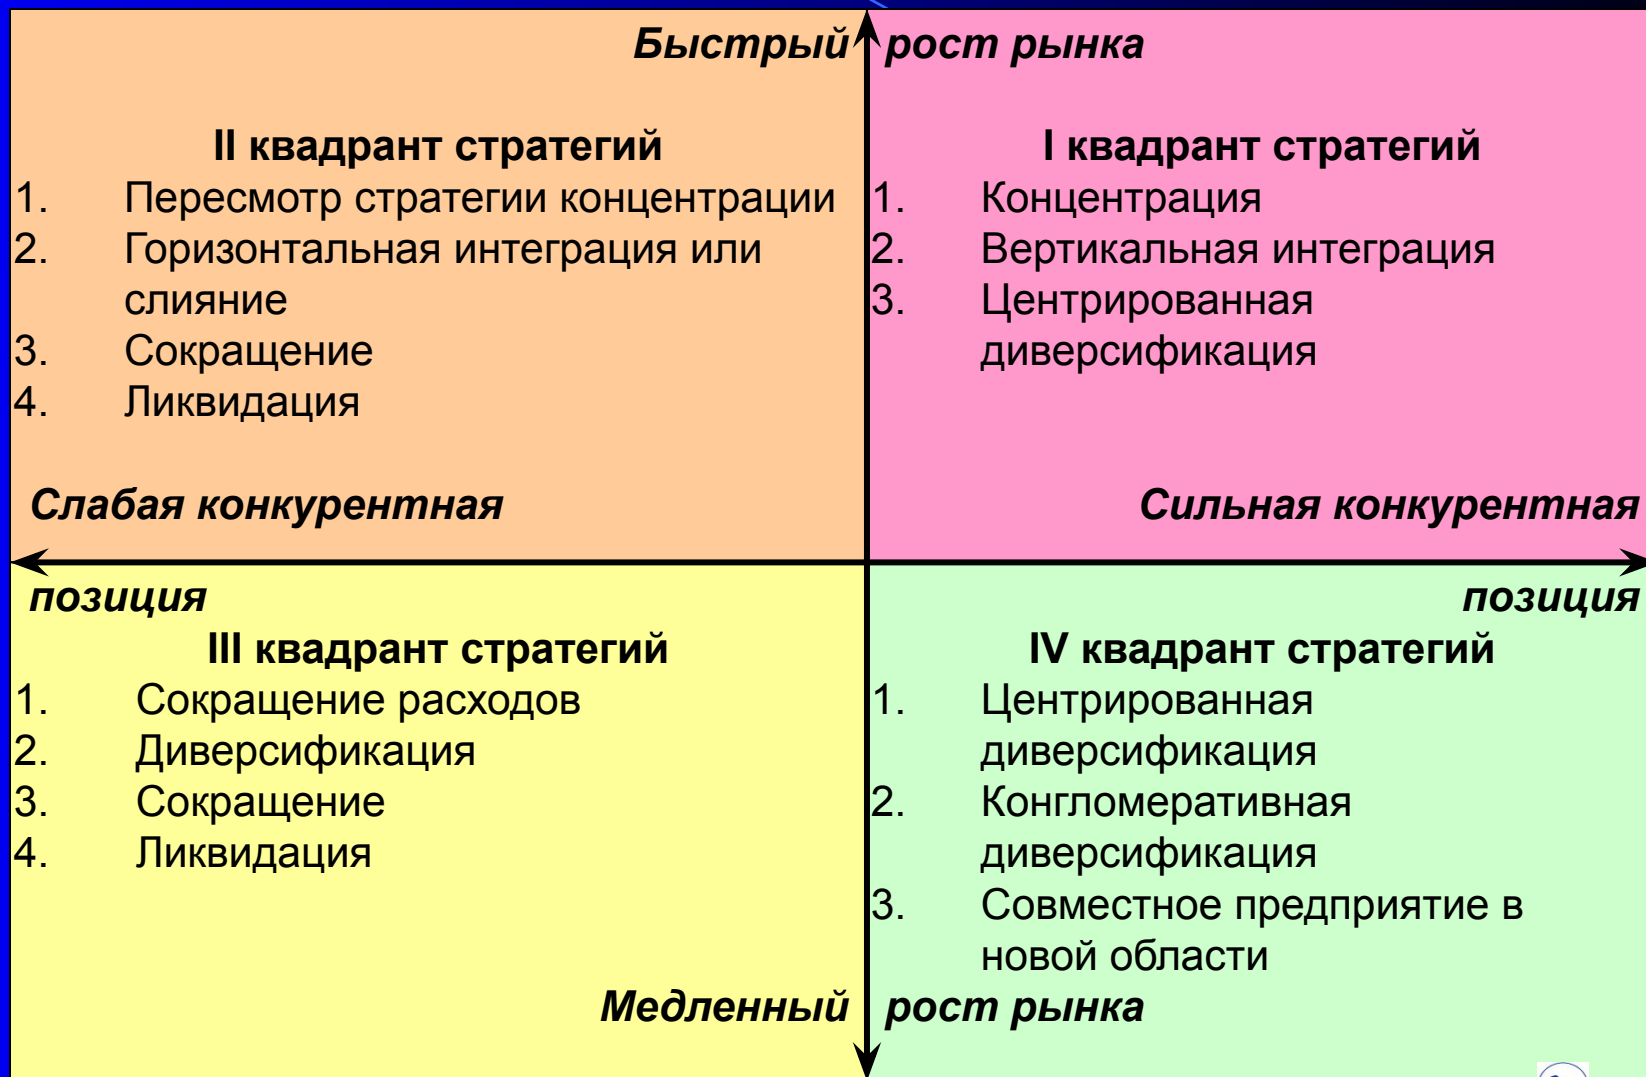 Быстрый рост рынка
II квадрант стратегий
1. Пересмотр стратегии концентрации
2. Горизонтальная интеграция или
слияние
3. Сокращение
4. Ликвидация
Слабая конкурентная
позиция
I квадрант стратегий
1. Концентрация
2. Вертикальная интеграция
3. Центрированная
диверсификация
Сильная конкурентная
позиция
III квадрант стратегий
1. Сокращение расходов
2. Диверсификация
3. Сокращение
4. Ликвидация
IV квадрант стратегий
1. Центрированная
диверсификация
2. Конгломеративная
диверсификация
3. Совместное предприятие в
новой области
Медленный рост рынка